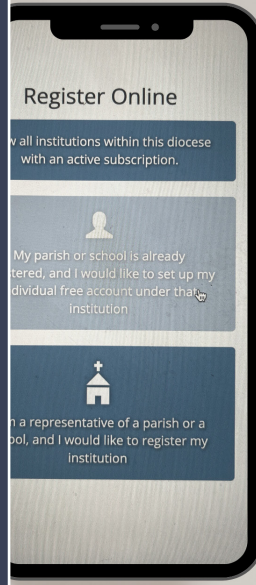 Register Online
w all institutions within this diocese
with an active subscription.
My parish or school is already
tered, and I would like to set up my
dividual free account under that
institution
a representative of a parish or a
ool, and I would like to register my
institution